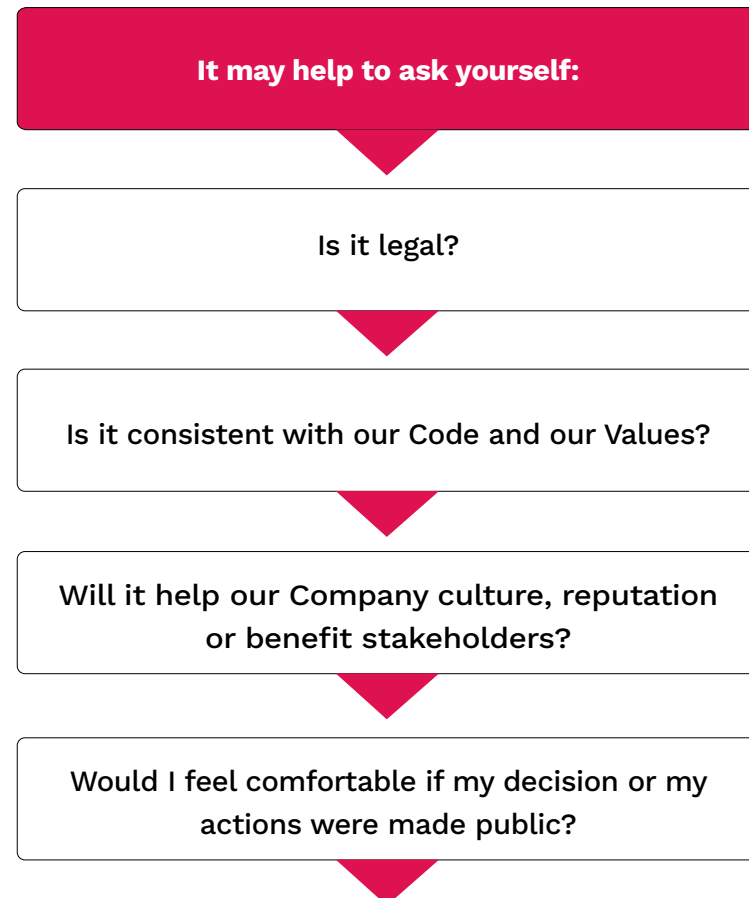 It may help to ask yourself:
Is it legal?
Is it consistent with our Code and our Values?
Will it help our Company culture, reputation
or benefit stakeholders?
Would I feel comfortable if my decision or my
actions were made public?